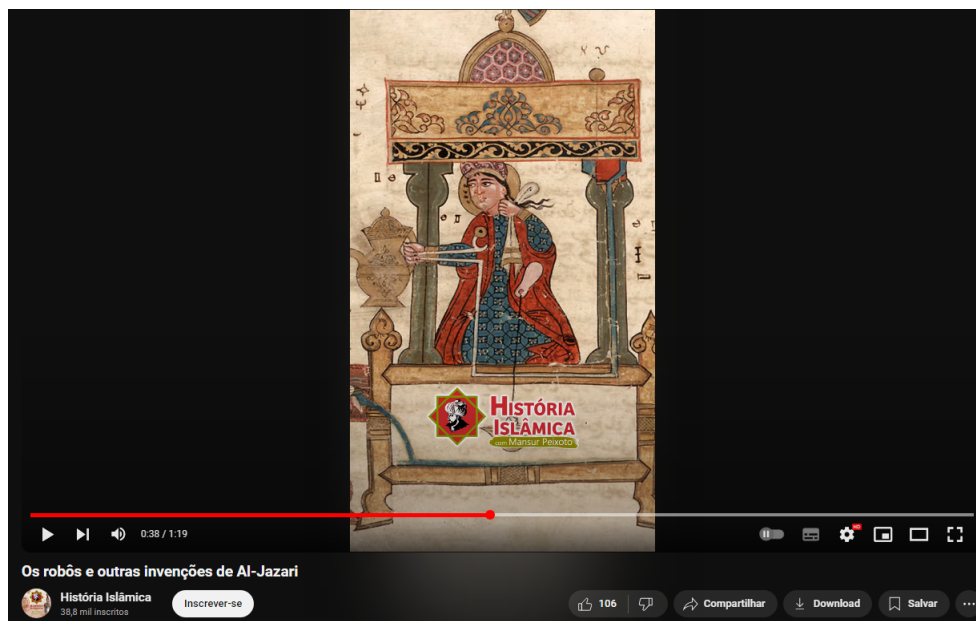 HISTÓRIA
ISLÂMICA
com Mansur Peixoto
0:38 / 1:19
HD
Os robôs e outras invenções de Al-Jazari
História Islâmica
38,8 mil inscritos
Inscrever-se
106
Compartilhar
Download
Salvar